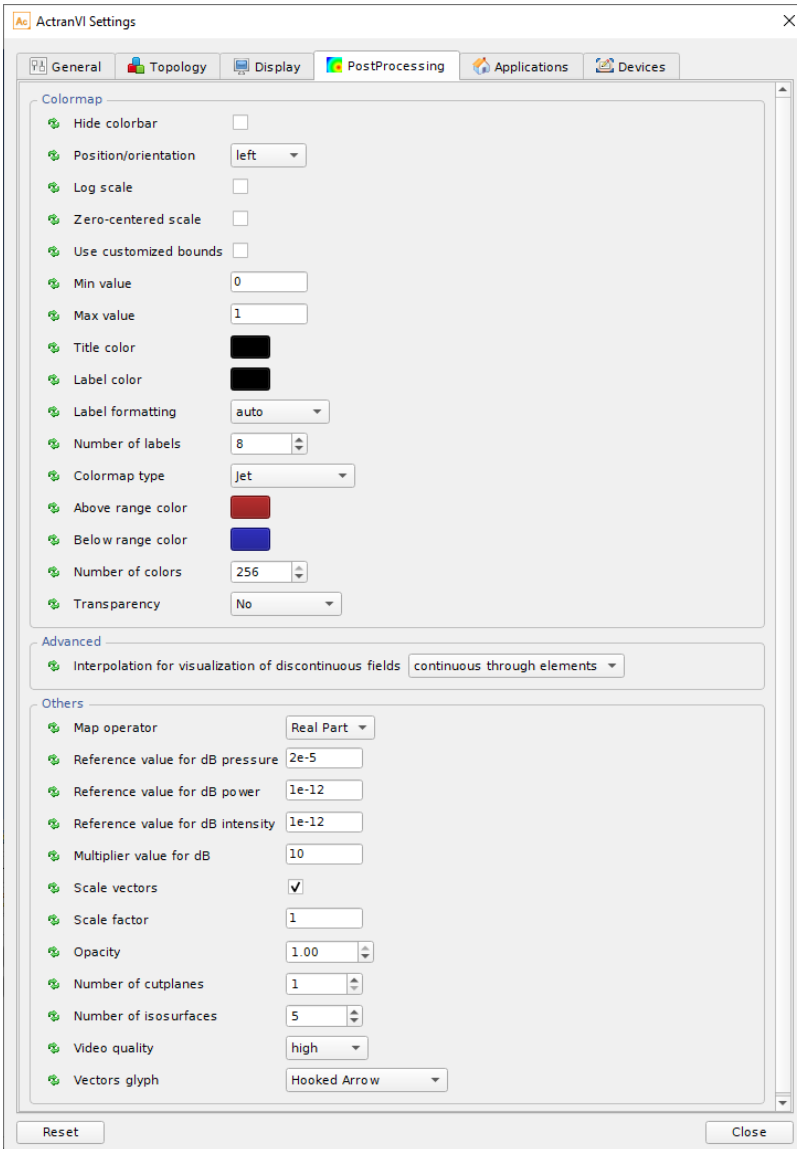 Ac ActranVI Settings
General Topology Display PostProcessing Applications Devices
Colormap
Hide colorbar
Position/orientation left
Log scale
Zero-centered scale
Use customized bounds
Min value 0
Max value 1
Title color
Label color
Label formatting auto
Number of labels 8
Colormap type Jet
Above range color
Below range color
Number of colors 256
Transparency No
Advanced
Interpolation for visualization of discontinuous fields continuous through elements
Others
Map operator Real Part
Reference value for dB pressure 2e-5
Reference value for dB power 1e-12
Reference value for dB intensity 1e-12
Multiplier value for dB 10
Scale vectors
Scale factor 1
Opacity 1.00
Number of cutplanes 1
Number of isosurfaces 5
Video quality high
Vectors glyph Hooked Arrow
Reset Close